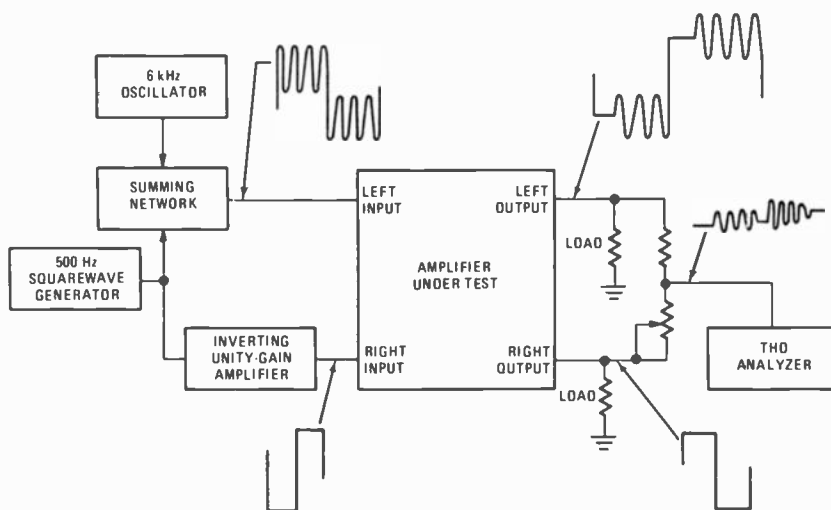 6 kHz
OSCILLATOR
SUMMING
NETWORK
500 Hz
SQUAREWAVE
GENERATOR
INVERTING
UNITY-GAIN
AMPLIFIER
LEFT
INPUT
LEFT
OUTPUT
AMPLIFIER
UNDER TEST
RIGHT
INPUT
RIGHT
OUTPUT
LOAD
LOAD
THD
ANALYZER